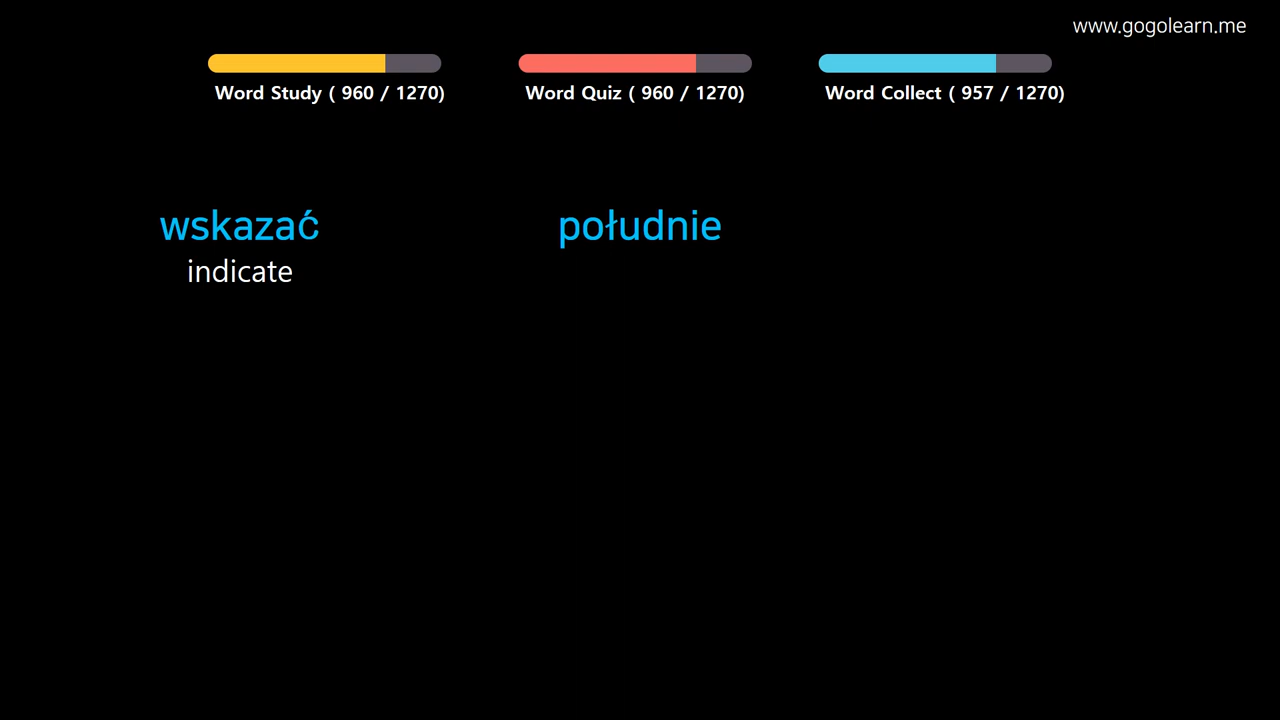 www.gogolearn.me
Word Study ( 960 / 1270)
Word Quiz ( 960 / 1270)
Word Collect ( 957 / 1270)
wskazać
indicate
południe